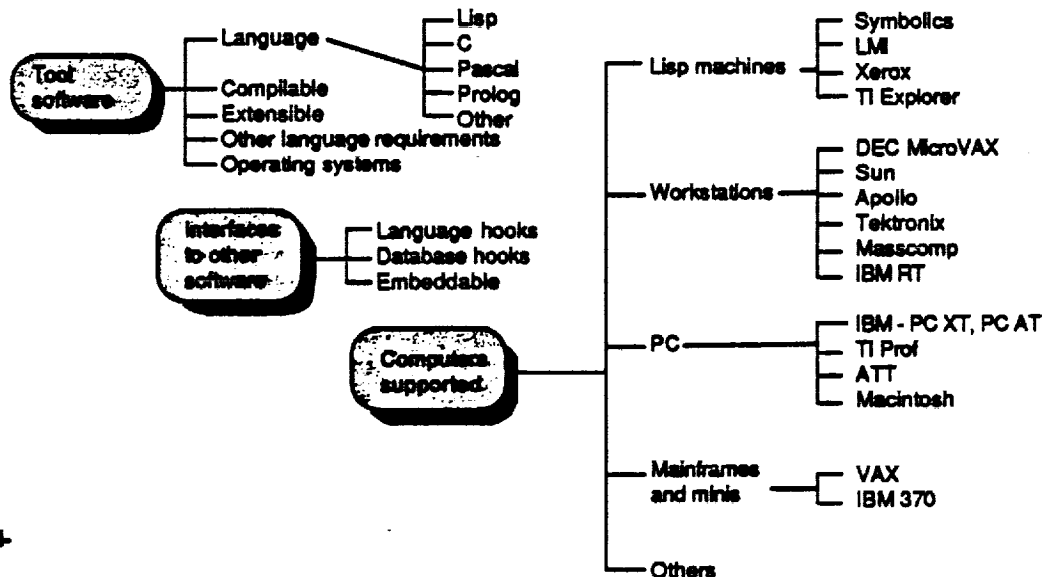 Tool
software
Language
Compilable
Extensible
Other language requirements
Operating systems
Lisp
C
Pascal
Prolog
Other
Interfaces
to other
software
Language hooks
Database hooks
Embeddable
Computers
supported
Lisp machines
Symbolics
LMI
Xerox
TI Explorer
Workstations
DEC MicroVAX
Sun
Apollo
Tektronix
Masscomp
IBM RT
PC
IBM - PC XT, PC AT
TI Prof
ATT
Macintosh
Mainframes
and minis
VAX
IBM 370
Others